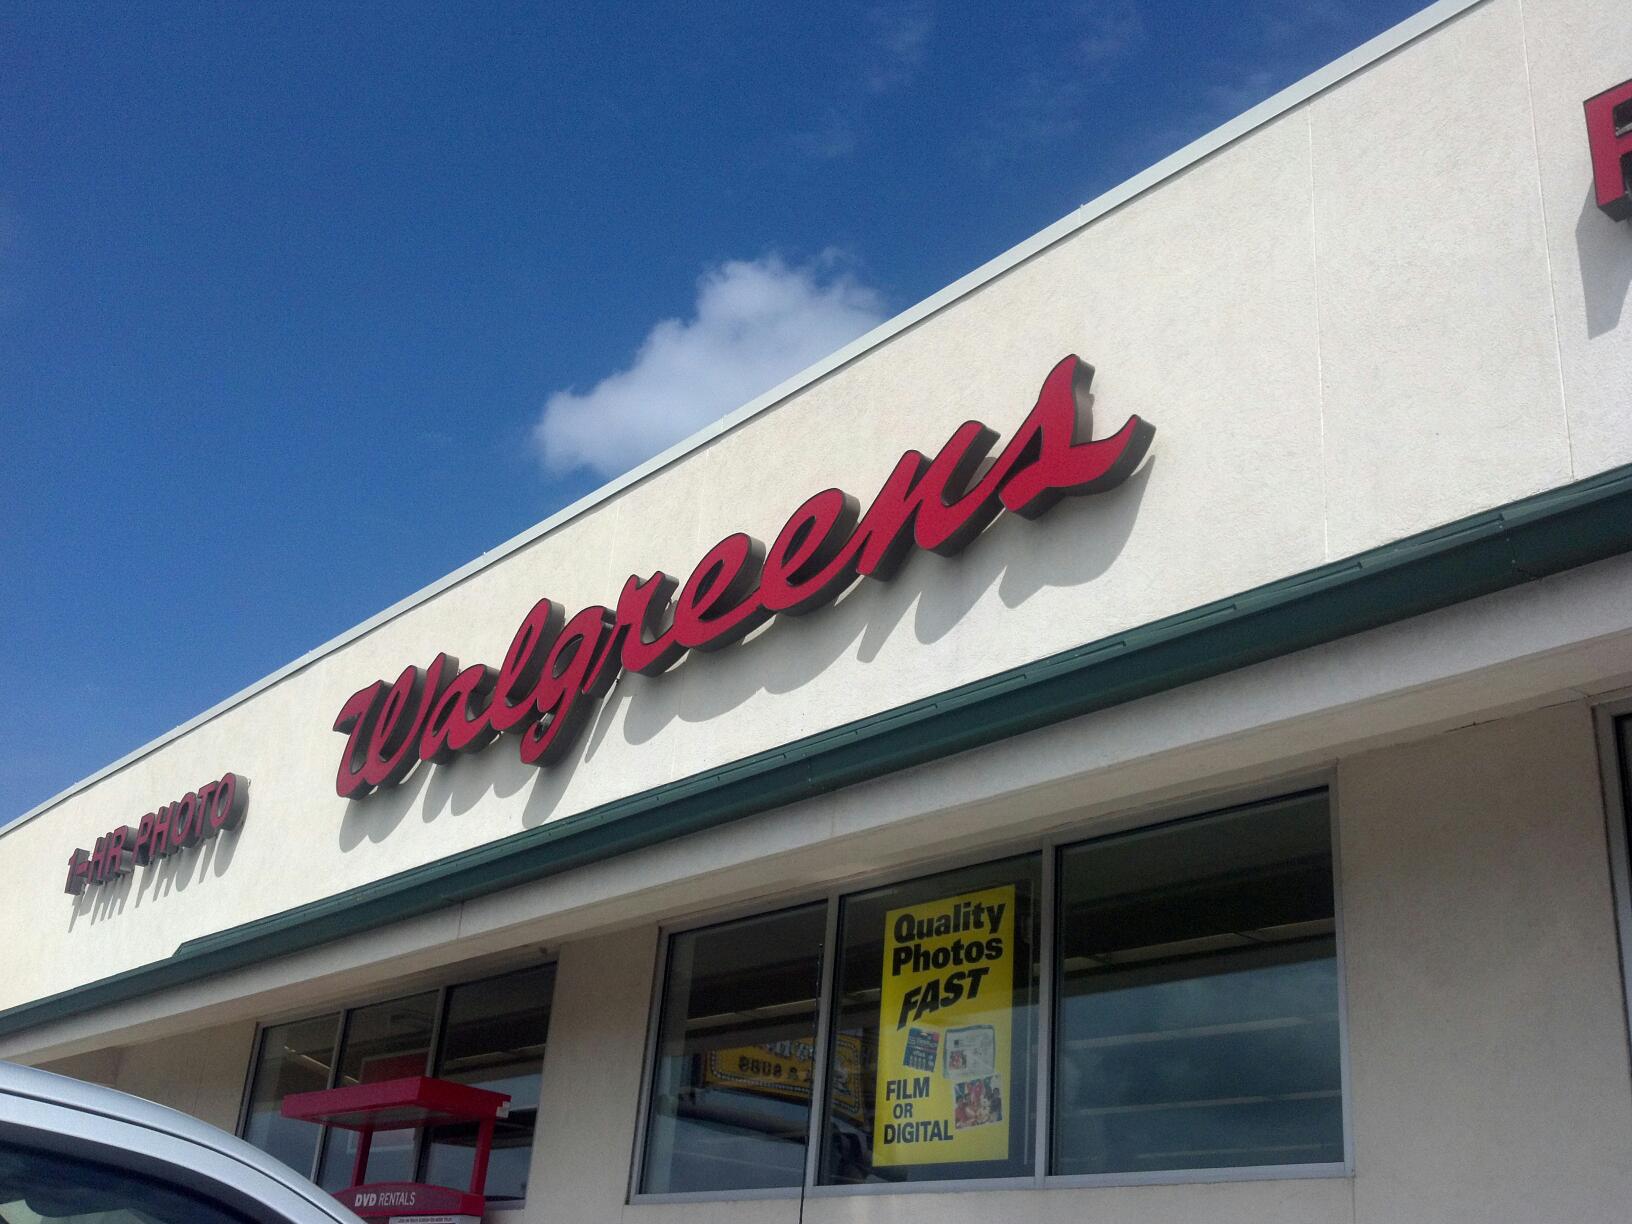 Walgreens
1-HR PHOTO
Quality
Photos
FAST
FILM
OR
DIGITAL
DVD RENTALS